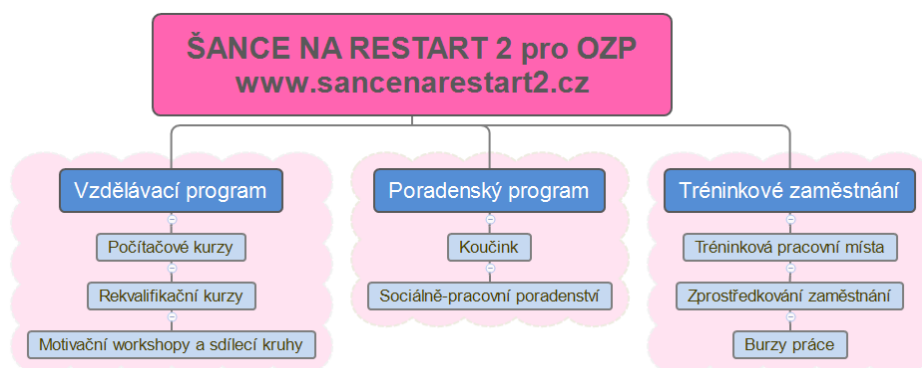 ŠANCE NA RESTART 2 pro OZP
www.sancenarestart2.cz
Vzdělávací program
Počítačové kurzy
Rekvalifikační kurzy
Motivační workshopy a sdílecí kruhy
Poradenský program
Koučink
Sociálně-pracovní poradenství
Tréninkové zaměstnání
Tréninková pracovní místa
Zprostředkování zaměstnání
Burzy práce